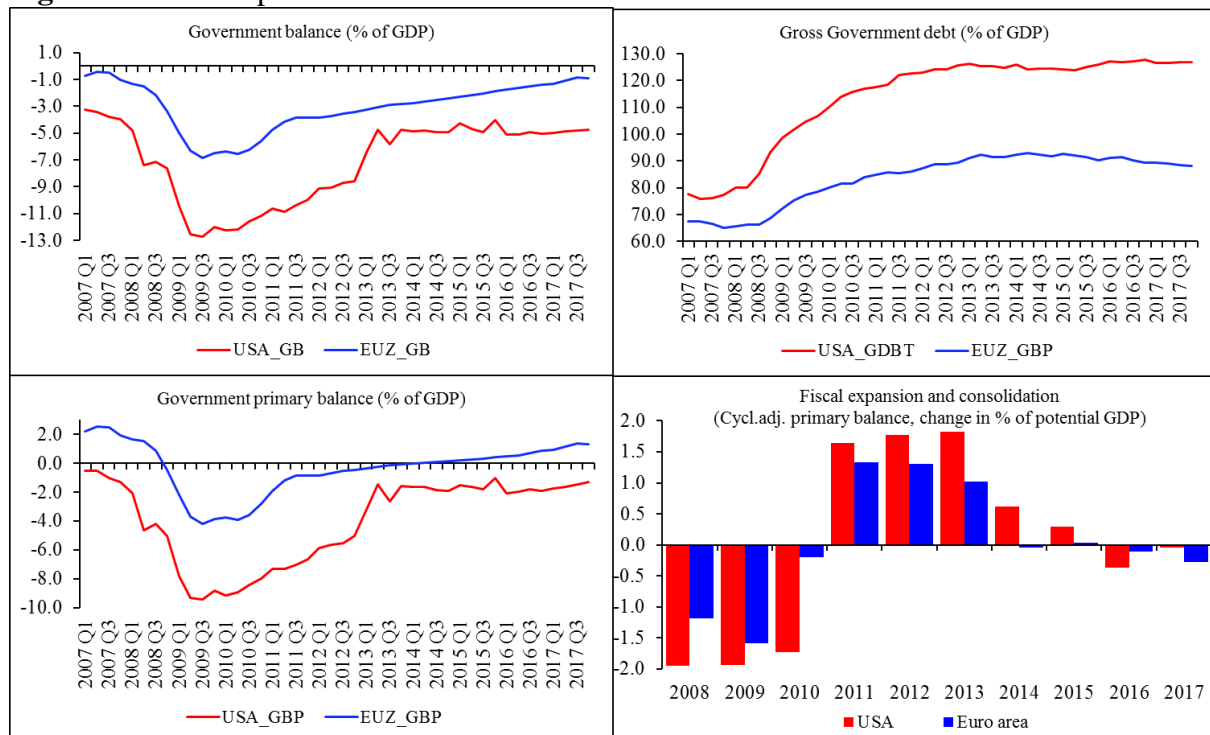 Government balance (% of GDP)
1.0
-1.0
-3.0
-5.0
-7.0
-9.0
-11.0
-13.0
2007 Q1
2007 Q3
2008 Q1
2008 Q3
2009 Q1
2009 Q3
2010 Q1
2010 Q3
2011 Q1
2011 Q3
2012 Q1
2012 Q3
2013 Q1
2013 Q3
2014 Q1
2014 Q3
2015 Q1
2015 Q3
2016 Q1
2016 Q3
2017 Q1
2017 Q3
USA_GB
EUZ_GB
Gross Government debt (% of GDP)
130.0
120.0
110.0
100.0
90.0
80.0
70.0
60.0
2007 Q1
2007 Q3
2008 Q1
2008 Q3
2009 Q1
2009 Q3
2010 Q1
2010 Q3
2011 Q1
2011 Q3
2012 Q1
2012 Q3
2013 Q1
2013 Q3
2014 Q1
2014 Q3
2015 Q1
2015 Q3
2016 Q1
2016 Q3
2017 Q1
2017 Q3
USA_GDBT
EUZ_GBP
Government primary balance (% of GDP)
2.0
0.0
-2.0
-4.0
-6.0
-8.0
-10.0
2007 Q1
2007 Q3
2008 Q1
2008 Q3
2009 Q1
2009 Q3
2010 Q1
2010 Q3
2011 Q1
2011 Q3
2012 Q1
2012 Q3
2013 Q1
2013 Q3
2014 Q1
2014 Q3
2015 Q1
2015 Q3
2016 Q1
2016 Q3
2017 Q1
2017 Q3
USA_GBP
EUZ_GBP
Fiscal expansion and consolidation
(Cycl.adj. primary balance, change in % of potential GDP)
2.0
1.5
1.0
0.5
0.0
-0.5
-1.0
-1.5
-2.0
2008 2009 2010 2011 2012 2013 2014 2015 2016 2017
USA
Euro area